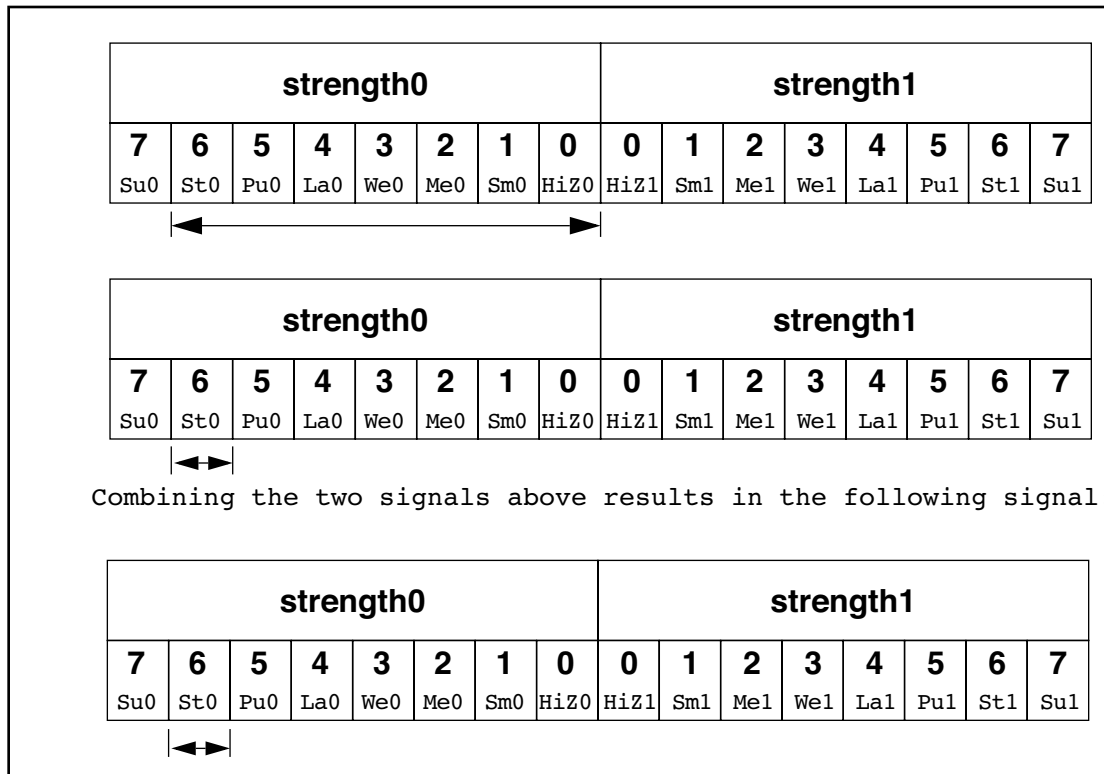 strength0 strength1
7 6 5 4 3 2 1 0 0 1 2 3 4 5 6 7
Su0 St0 Pu0 La0 We0 Me0 Sm0 HiZ0 HiZ1 Sm1 Me1 We1 La1 Pu1 St1 Su1
strength0 strength1
7 6 5 4 3 2 1 0 0 1 2 3 4 5 6 7
Su0 St0 Pu0 La0 We0 Me0 Sm0 HiZ0 HiZ1 Sm1 Me1 We1 La1 Pu1 St1 Su1
Combining the two signals above results in the following signal
strength0 strength1
7 6 5 4 3 2 1 0 0 1 2 3 4 5 6 7
Su0 St0 Pu0 La0 We0 Me0 Sm0 HiZ0 HiZ1 Sm1 Me1 We1 La1 Pu1 St1 Su1